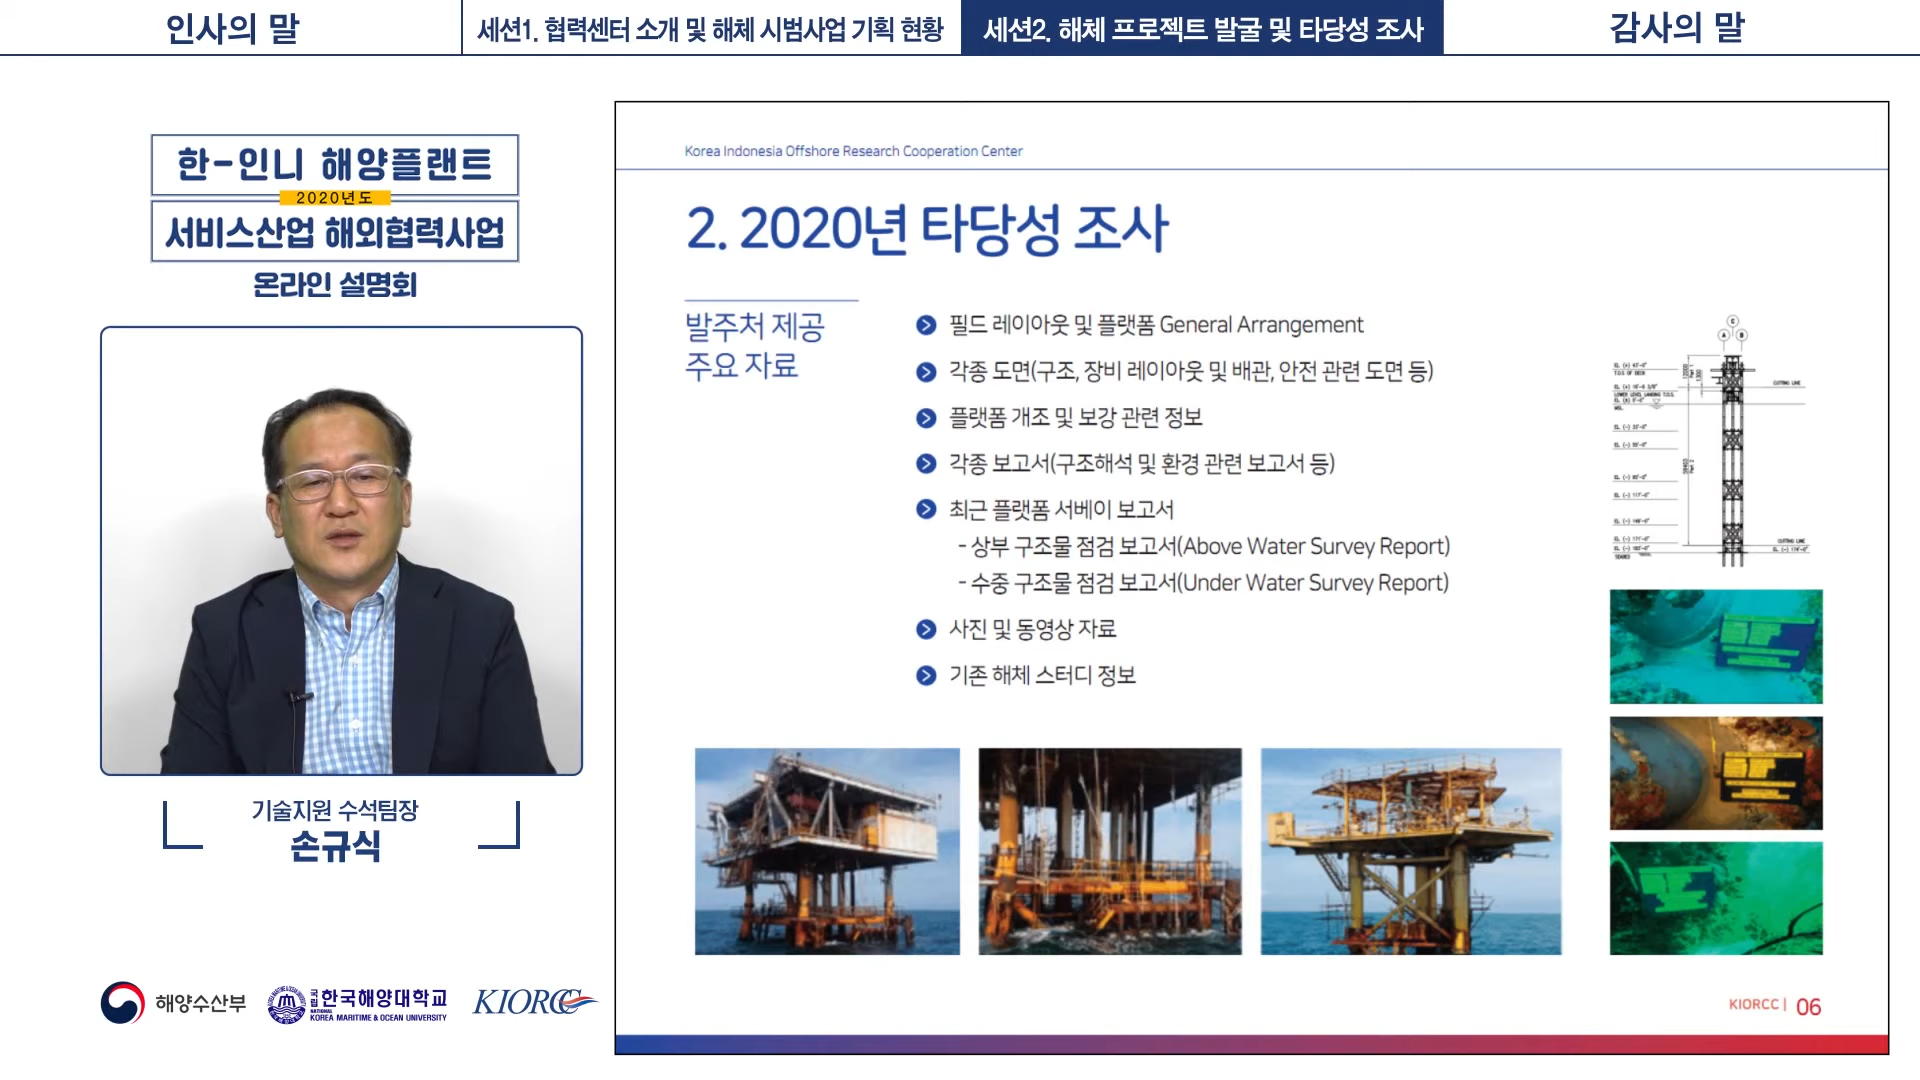 인사의 말
세션1. 협력센터 소개 및 해체 시범사업 기획 현황
세션2. 해체 프로젝트 발굴 및 타당성 조사
감사의 말
한-인니 해양플랜트
2020년도
서비스산업 해외협력사업
온라인 설명회
기술지원 수석팀장
손규식
해양수산부
국립한국해양대학교
NATIONAL
KOREA MARITIME & OCEAN UNIVERSITY
KIORCC
Korea Indonesia Offshore Research Cooperation Center
2. 2020년 타당성 조사
발주처 제공
주요 자료
필드 레이아웃 및 플랫폼 General Arrangement
각종 도면(구조, 장비 레이아웃 및 배관, 안전 관련 도면 등)
플랫폼 개조 및 보강 관련 정보
각종 보고서(구조해석 및 환경 관련 보고서 등)
최근 플랫폼 서베이 보고서
- 상부 구조물 점검 보고서(Above Water Survey Report)
- 수중 구조물 점검 보고서(Under Water Survey Report)
사진 및 동영상 자료
기존 해체 스터디 정보
C
A B
CUTTING LINE
CUTTING LINE
KIORCC | 06